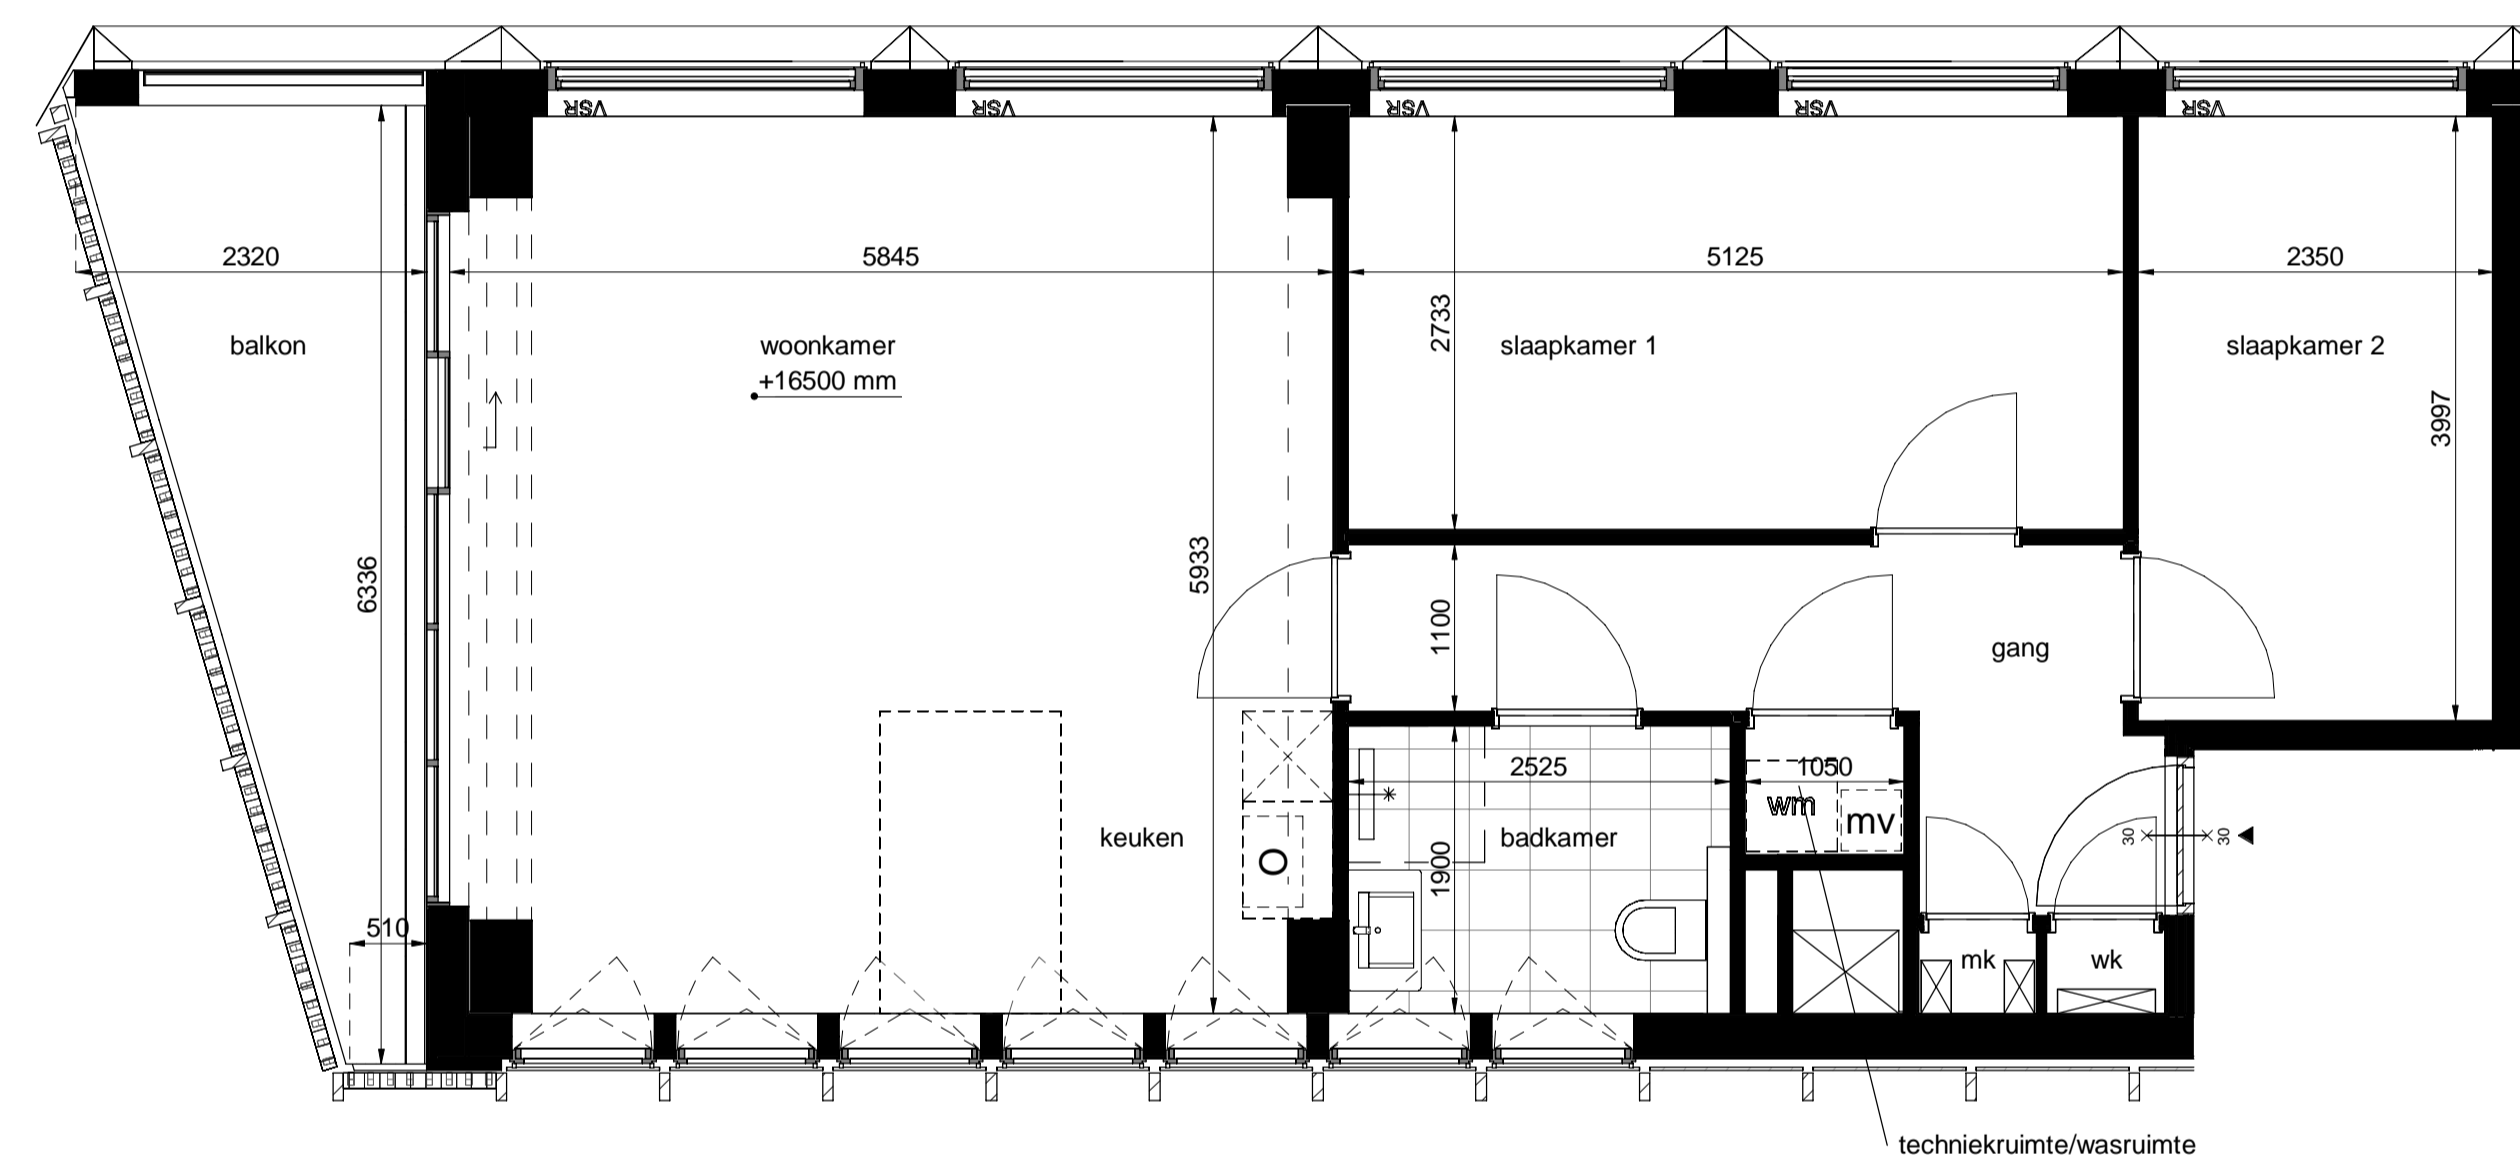 VSR
VSR
VSR
VSR
VSR
2320
5845
5125
2350
balkon
woonkamer
+16500 mm
2733
slaapkamer 1
slaapkamer 2
3997
6336
5933
1100
gang
2525
1050
wm
mv
keuken
badkamer
30
30
O
1900
510
mk
wk
techniekruimte/wasruimte